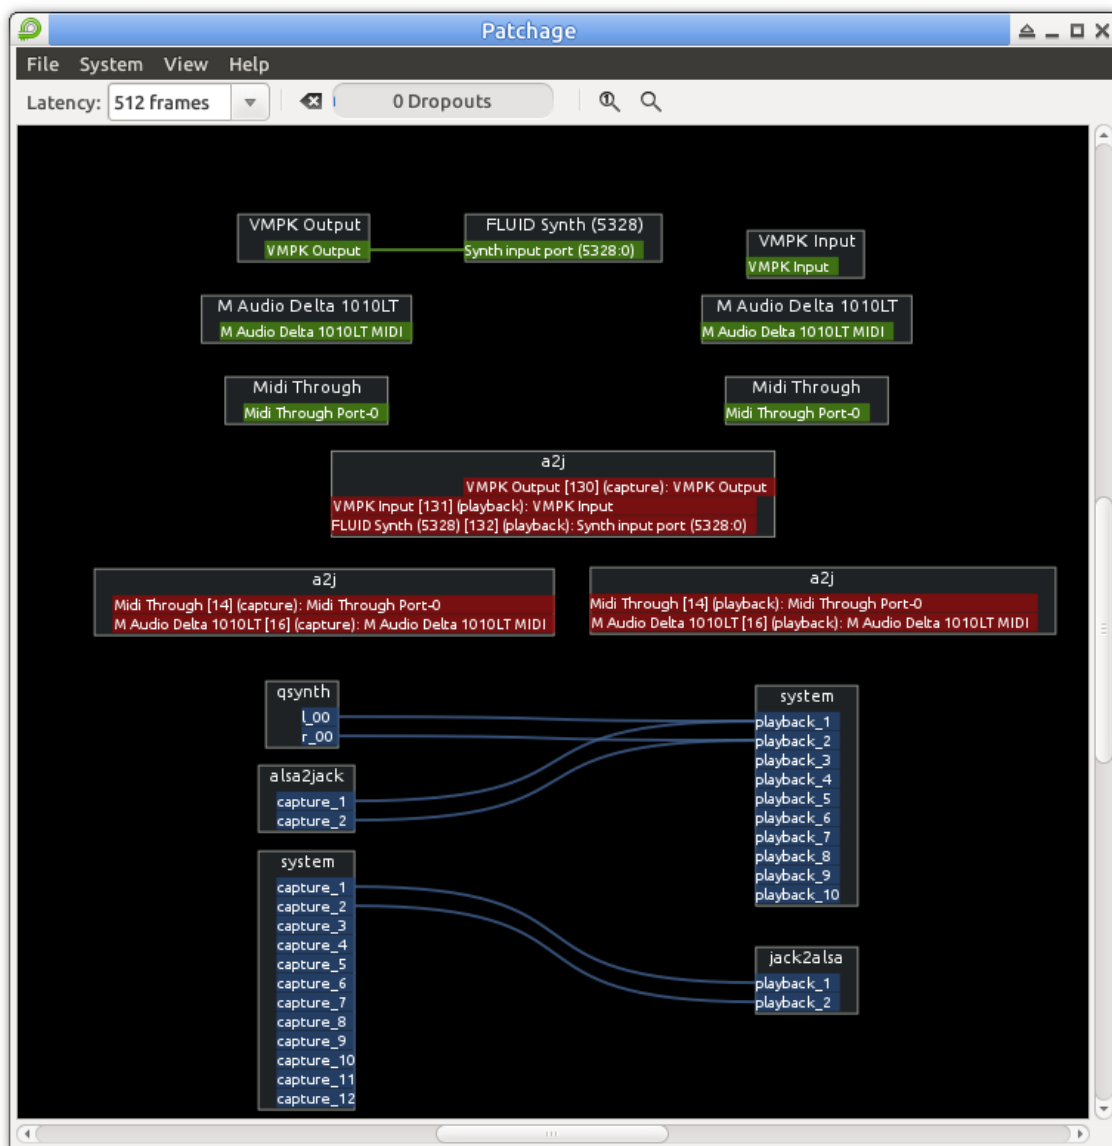 Patchage
File System View Help
Latency: 512 frames 0 Dropouts
VMPK Output
VMPK Output
FLUID Synth (5328)
Synth input port (5328:0)
VMPK Input
VMPK Input
M Audio Delta 1010LT
M Audio Delta 1010LT MIDI
M Audio Delta 1010LT
M Audio Delta 1010LT MIDI
Midi Through
Midi Through Port-0
Midi Through
Midi Through Port-0
a2j
VMPK Output [130] (capture): VMPK Output
VMPK Input [131] (playback): VMPK Input
FLUID Synth (5328) [132] (playback): Synth input port (5328:0)
a2j
Midi Through [14] (capture): Midi Through Port-0
M Audio Delta 1010LT [16] (capture): M Audio Delta 1010LT MIDI
a2j
Midi Through [14] (playback): Midi Through Port-0
M Audio Delta 1010LT [16] (playback): M Audio Delta 1010LT MIDI
qsynth
l_00
r_00
alsa2jack
capture_1
capture_2
system
capture_1
capture_2
capture_3
capture_4
capture_5
capture_6
capture_7
capture_8
capture_9
capture_10
capture_11
capture_12
system
playback_1
playback_2
playback_3
playback_4
playback_5
playback_6
playback_7
playback_8
playback_9
playback_10
jack2alsa
playback_1
playback_2